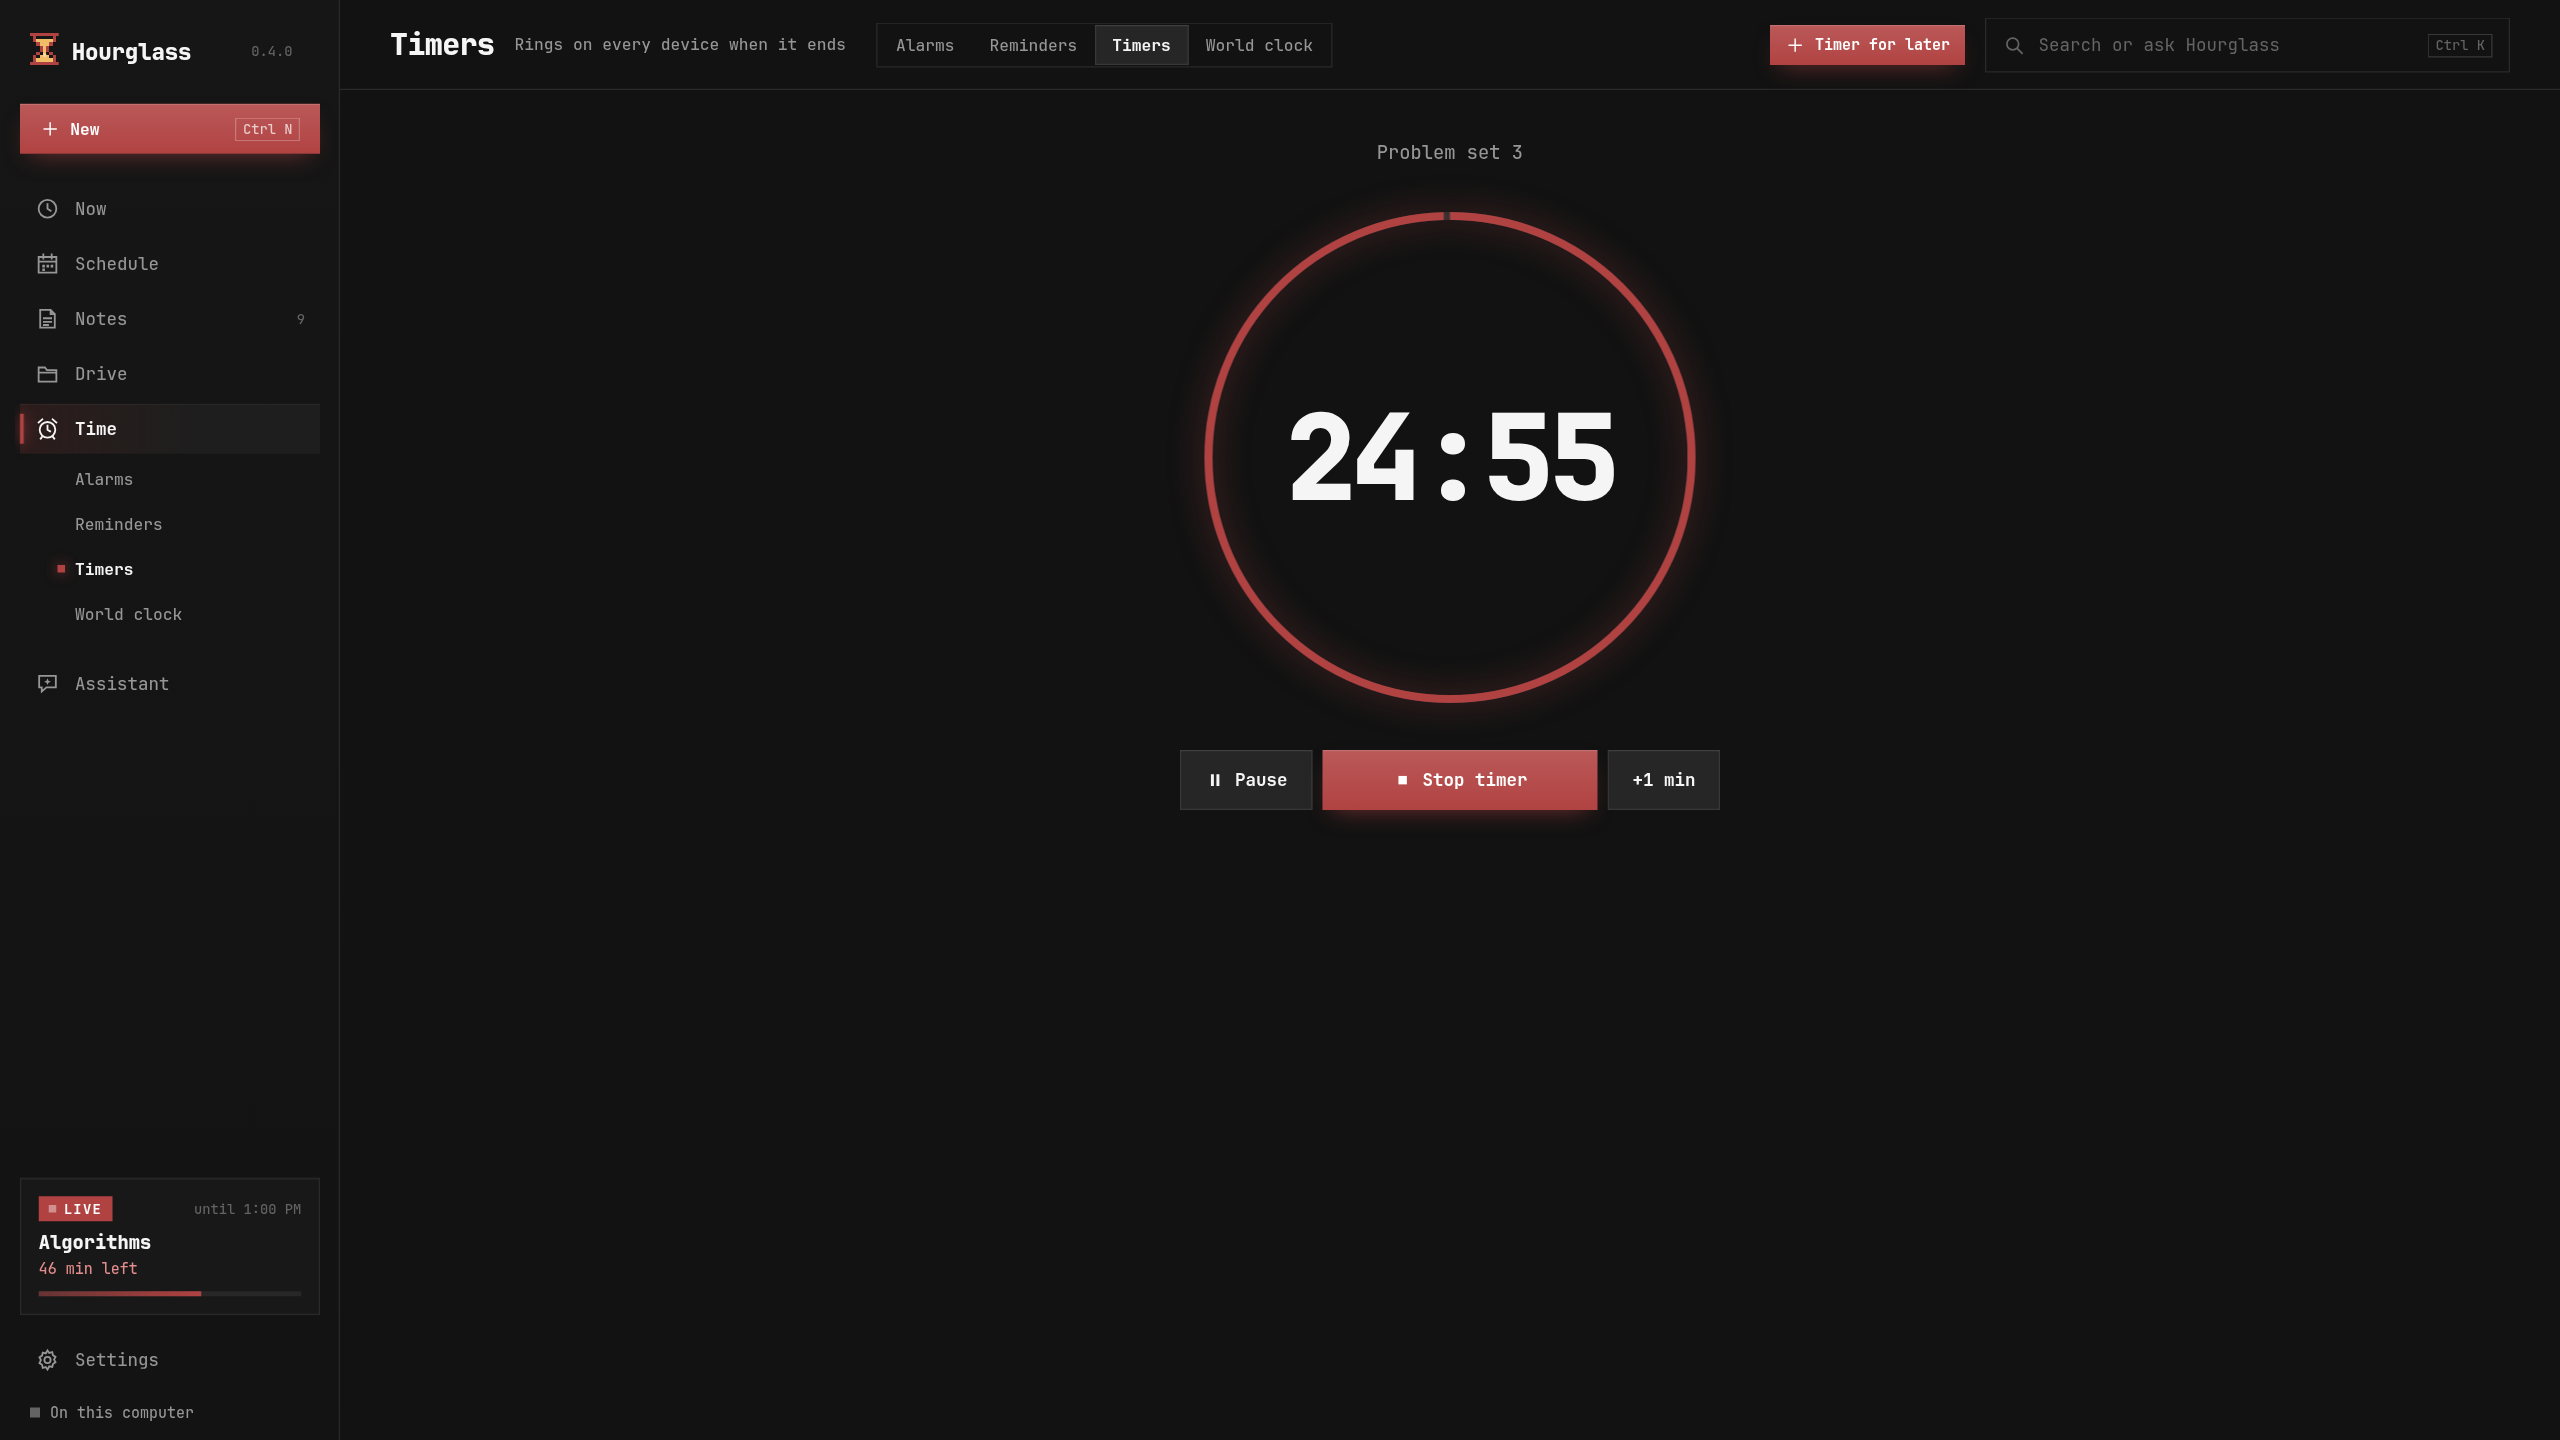 Hourglass 0.4.0
New Ctrl N
Now
Schedule
Notes 9
Drive
Time
Alarms
Reminders
Timers
World clock
Assistant
LIVE until 1:00 PM
Algorithms
46 min left
Settings
On this computer
Timers Rings on every device when it ends Alarms Reminders Timers World clock Timer for later Search or ask Hourglass Ctrl K
Problem set 3
24:55
Pause Stop timer +1 min